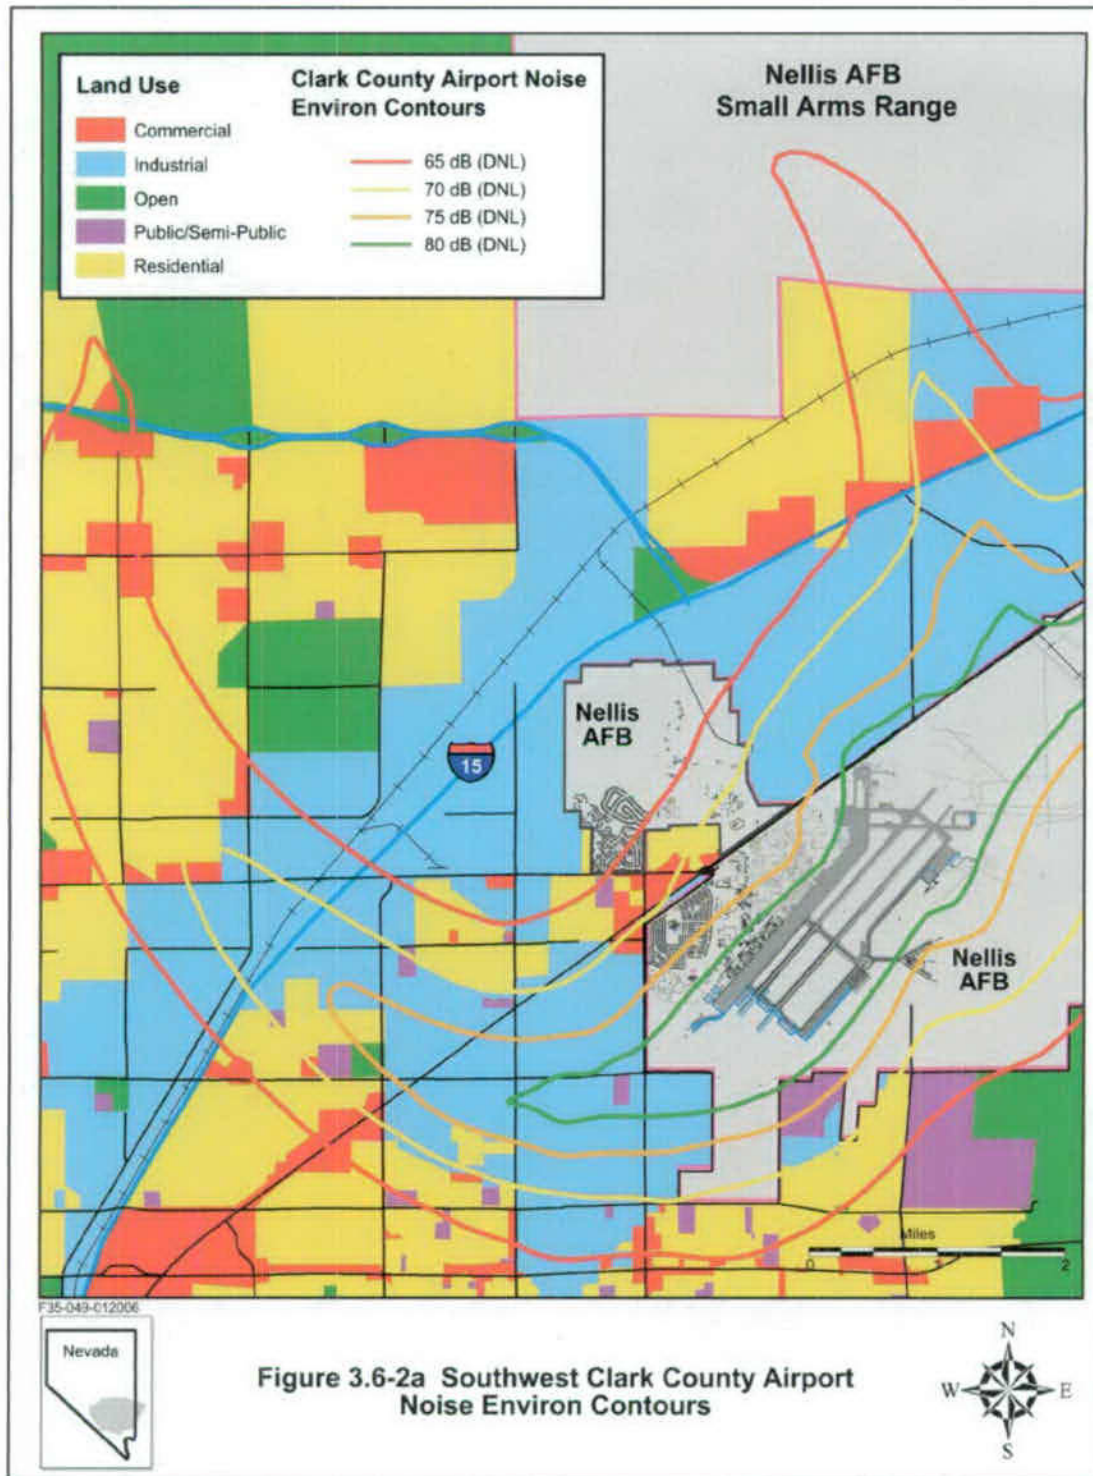 Land Use
Commercial
Industrial
Open
Public/Semi-Public
Residential
Clark County Airport Noise
Environ Contours
65 dB (DNL)
70 dB (DNL)
75 dB (DNL)
80 dB (DNL)
Nellis AFB
Small Arms Range
Nellis
AFB
15
Nellis
AFB
Miles
0 1 2
F35-049-012006
Nevada
Figure 3.6-2a Southwest Clark County Airport
Noise Environ Contours
N
W E
S